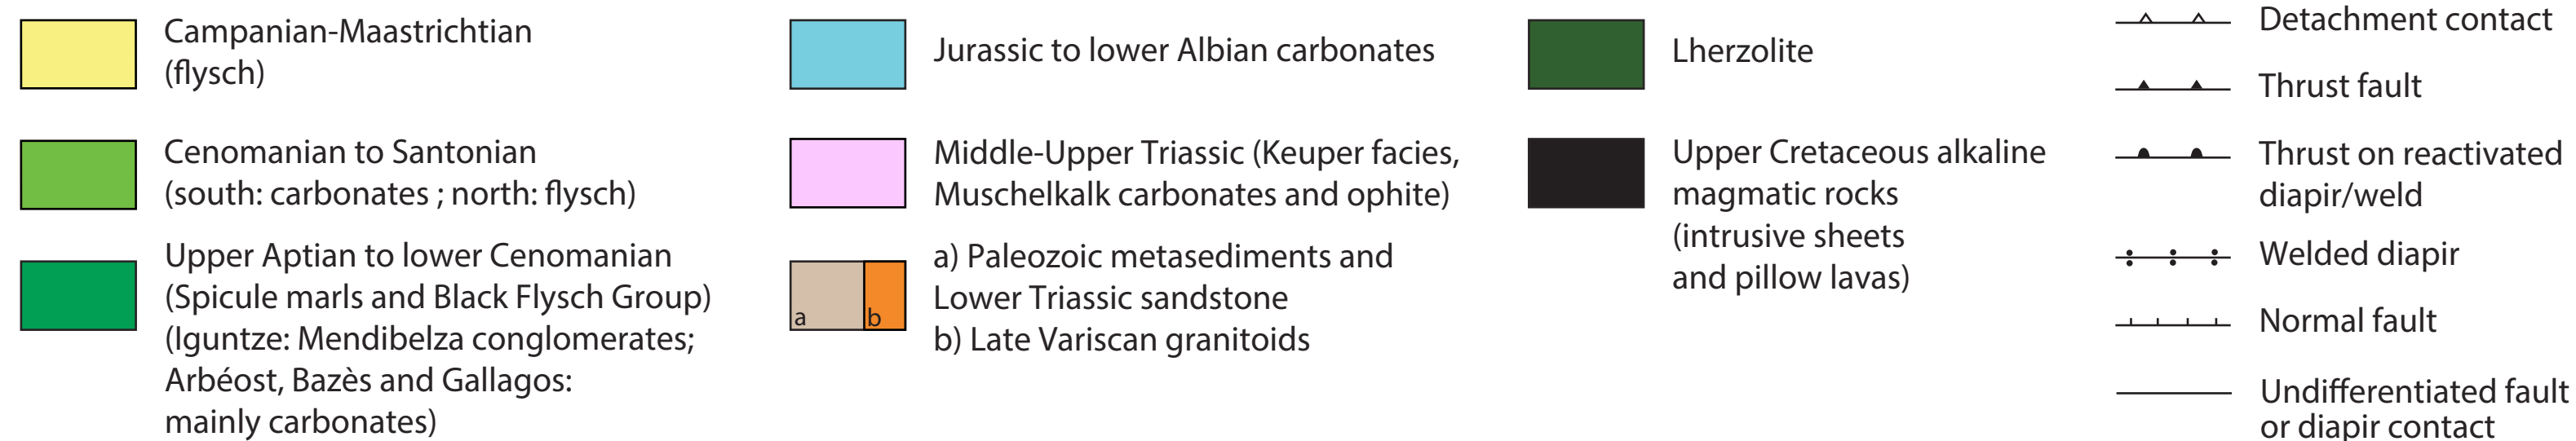 Campanian-Maastrichtian
(flysch)
Cenomanian to Santonian
(south: carbonates ; north: flysch)
Upper Aptian to lower Cenomanian
(Spicule marls and Black Flysch Group)
(Iguntze: Mendibelza conglomerates;
Arbéost, Bazès and Gallagos:
mainly carbonates)
Jurassic to lower Albian carbonates
Middle-Upper Triassic (Keuper facies,
Muschelkalk carbonates and ophite)
a b
a) Paleozoic metasediments and
Lower Triassic sandstone
b) Late Variscan granitoids
Lherzolite
Upper Cretaceous alkaline
magmatic rocks
(intrusive sheets
and pillow lavas)
Detachment contact
Thrust fault
Thrust on reactivated
diapir/weld
Welded diapir
Normal fault
Undifferentiated fault
or diapir contact